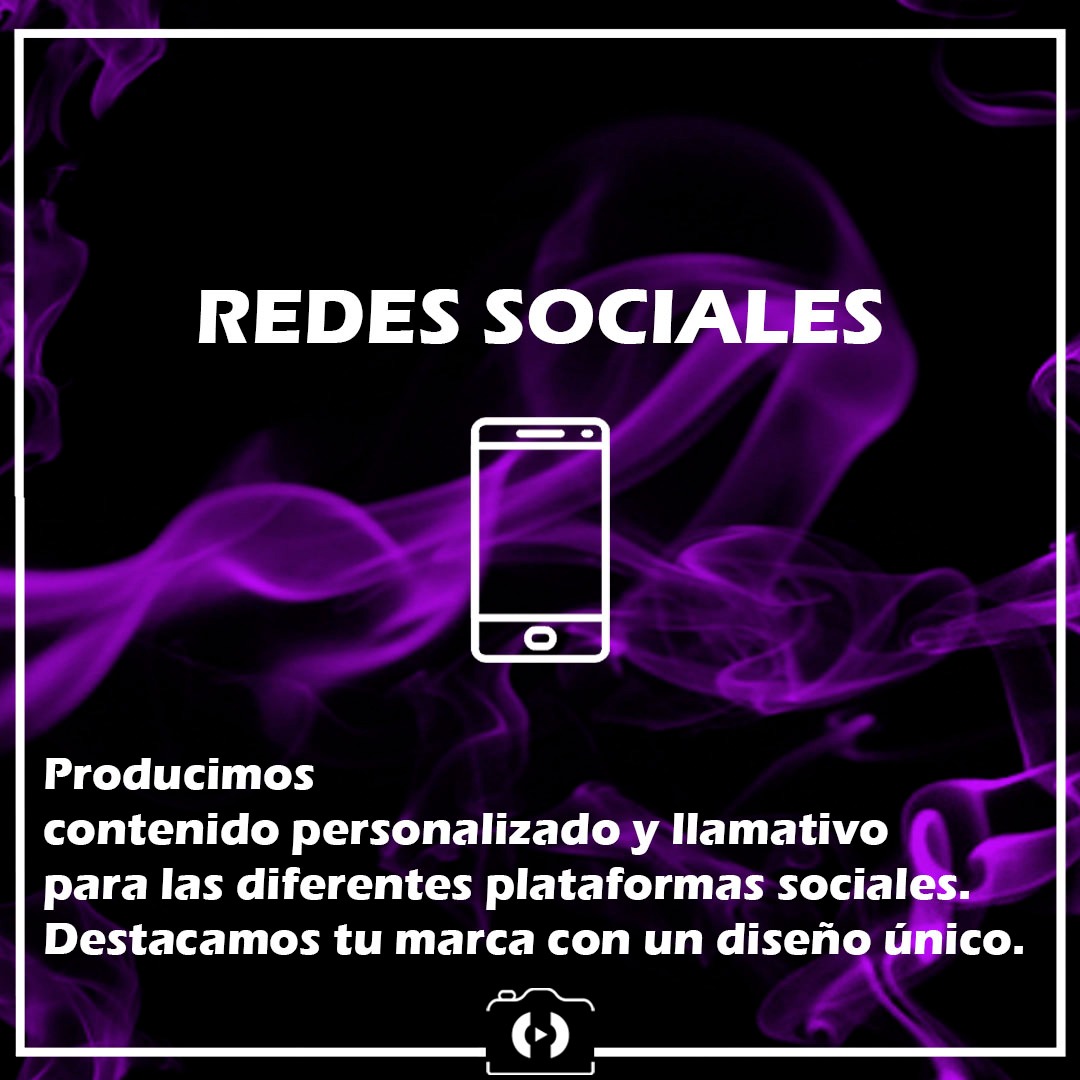 REDES SOCIALES
Producimos
contenido personalizado y llamativo
para las diferentes plataformas sociales.
Destacamos tu marca con un diseño único.